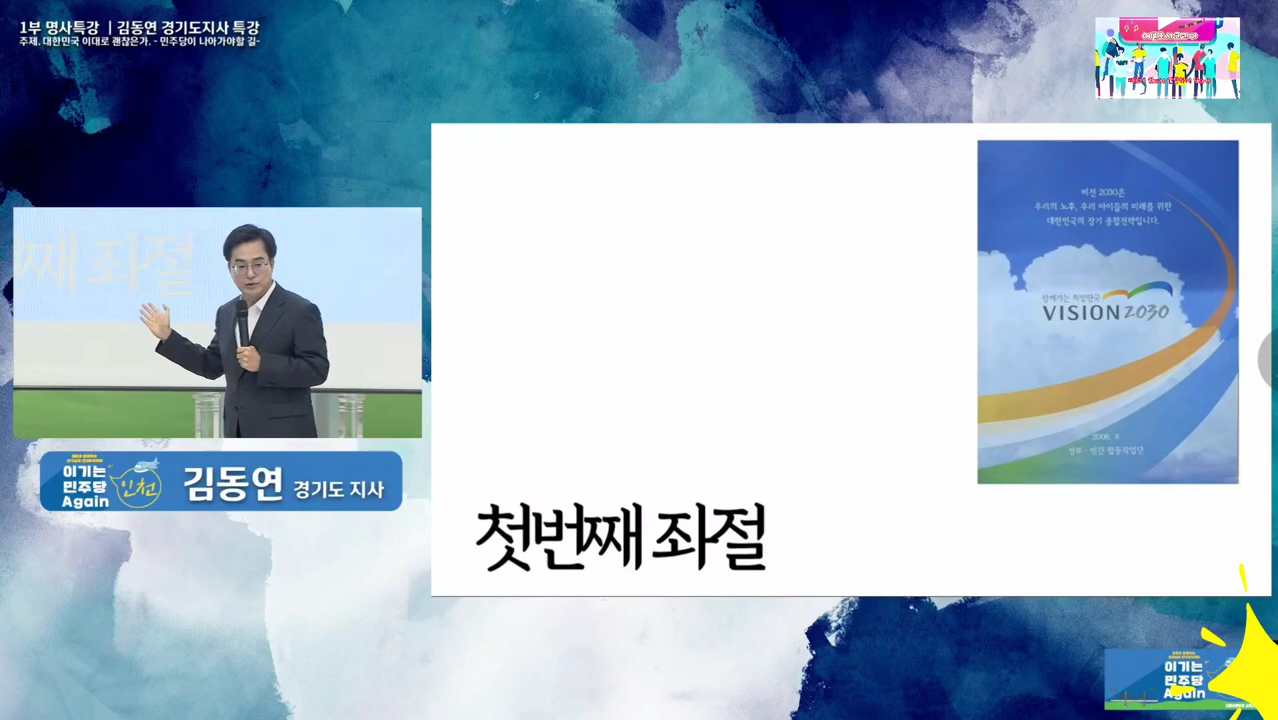 1부 명사특강 | 김동연 경기도지사 특강
주제. 대한민국 이대로 괜찮은가. - 민주당이 나아가야할 길-
째 좌절
비전 2030은
우리의 노후, 우리 아이들의 미래를 위한
대한민국의 장기 종합전략입니다.
함께가는 희망한국
VISION 2030
2006. 8
정부 · 민간 합동작업단
첫번째 좌절
이기는
민주당
Again
인천
김동연 경기도 지사
이기는
민주당
Again